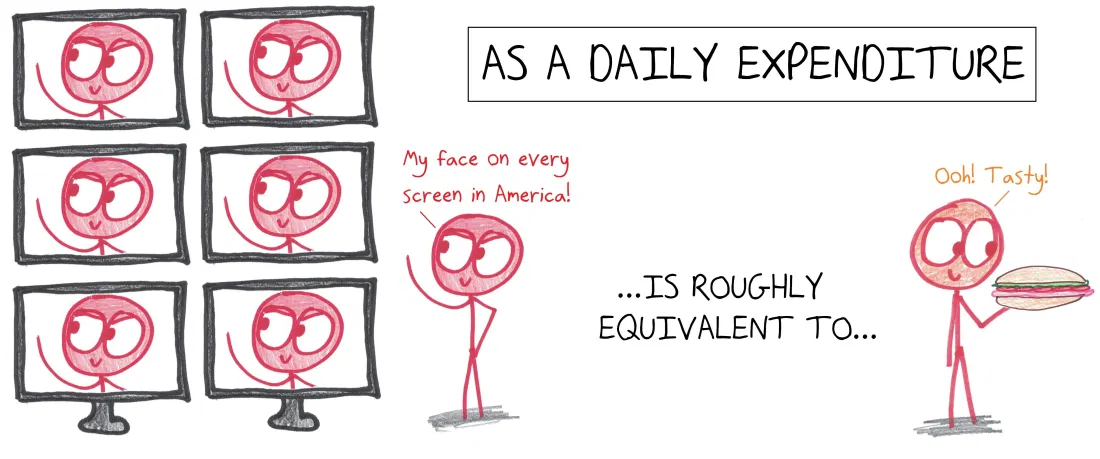 AS A DAILY EXPENDITURE
My face on every
screen in America!
...IS ROUGHLY
EQUIVALENT TO...
Ooh! Tasty!